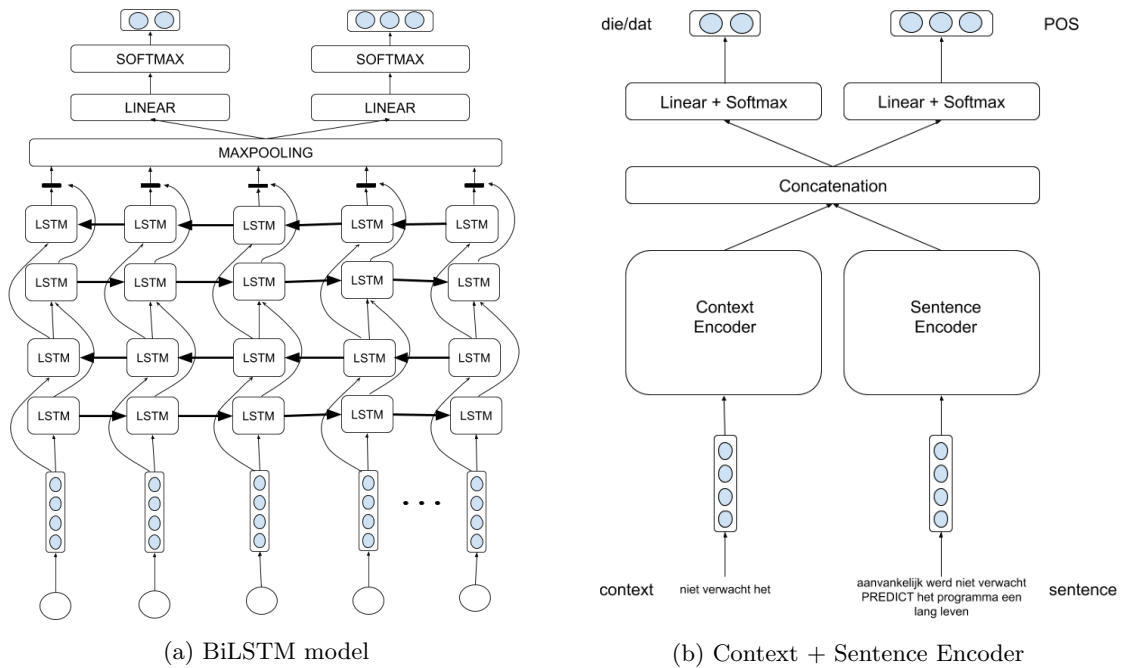 SOFTMAX SOFTMAX
LINEAR LINEAR
MAXPOOLING
LSTM LSTM LSTM LSTM LSTM
LSTM LSTM LSTM LSTM LSTM
LSTM LSTM LSTM LSTM LSTM
LSTM LSTM LSTM LSTM LSTM
(a) BiLSTM model
die/dat POS
Linear + Softmax Linear + Softmax
Concatenation
Context
Encoder
Sentence
Encoder
context
niet verwacht het
aanvankelijk werd niet verwacht
PREDICT het programma een
lang leven
sentence
(b) Context + Sentence Encoder